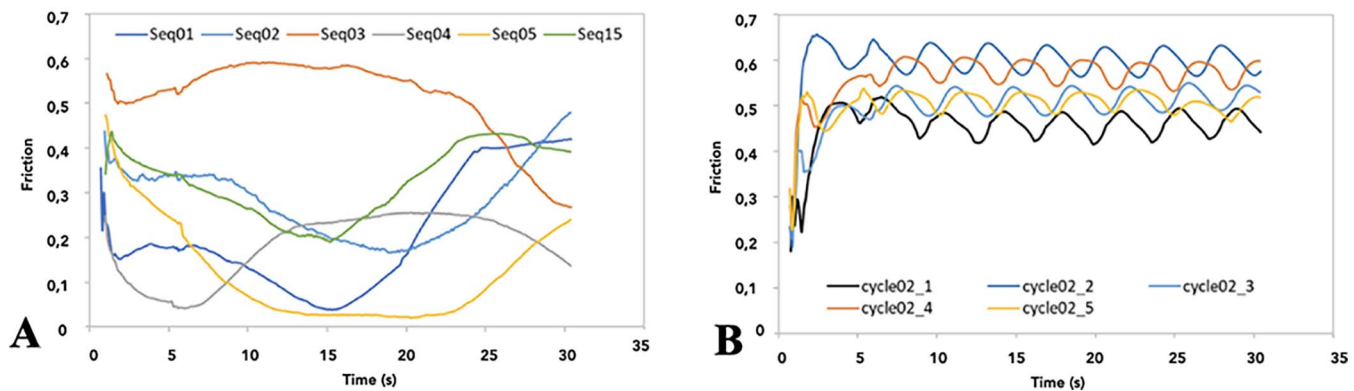 0,7
Seq01 Seq02 Seq03 Seq04 Seq05 Seq15
0,6
0,5
0,4
0,3
0,2
0,1
0
Friction
0 5 10 15 20 25 30 35
Time (s)
A
0,7
0,6
0,5
0,4
0,3
0,2
0,1
0
Friction
cycle02_1 cycle02_2 cycle02_3
cycle02_4 cycle02_5
0 5 10 15 20 25 30 35
Time (s)
B